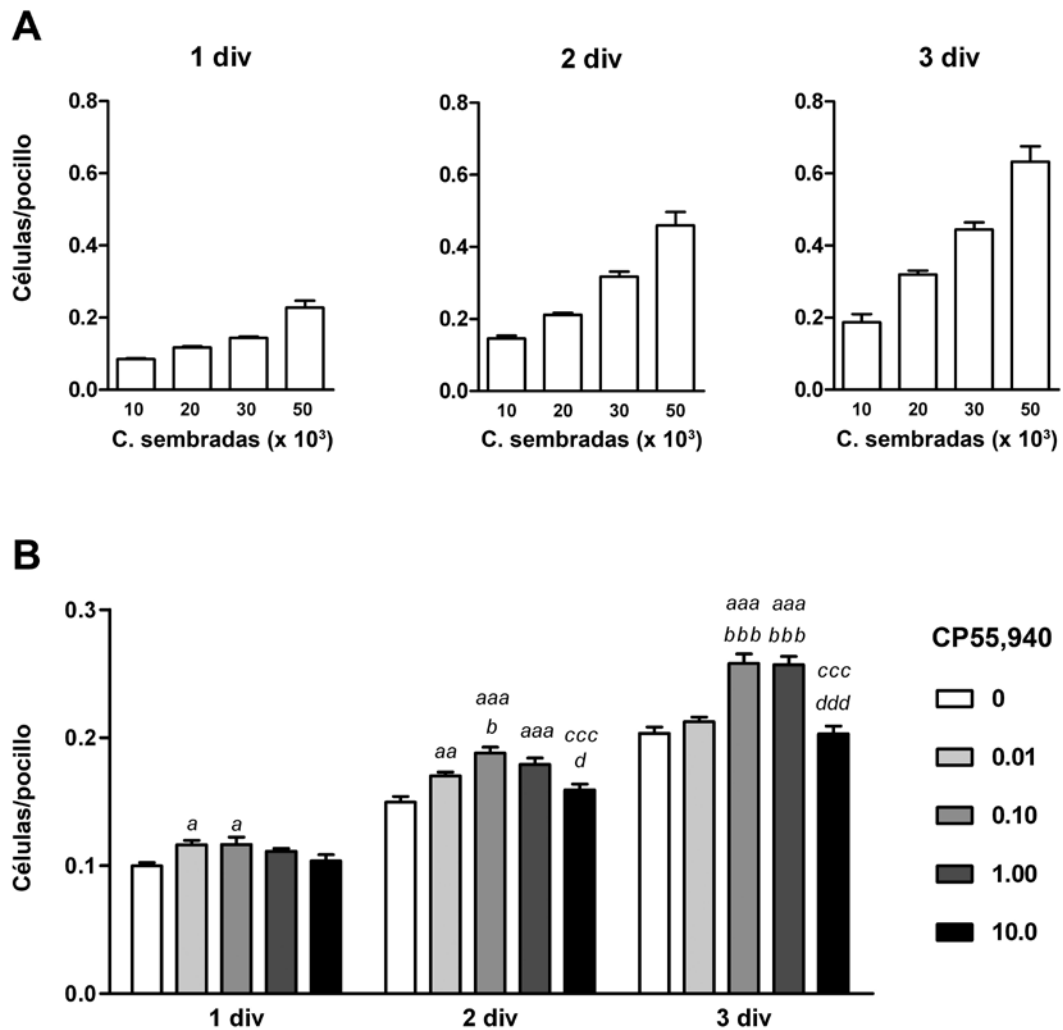 A
1 div
2 div
3 div
Células/pocillo
0.8
0.6
0.4
0.2
0.0
10 20 30 50
C. sembradas (x 10³)
0.8
0.6
0.4
0.2
0.0
10 20 30 50
C. sembradas (x 10³)
0.8
0.6
0.4
0.2
0.0
10 20 30 50
C. sembradas (x 10³)
B
Células/pocillo
0.3
0.2
0.1
0.0
a a
aa
aaa
b
aaa
ccc
d
aaa
bbb
aaa
bbb
ccc
ddd
1 div
2 div
3 div
CP55,940
0
0.01
0.10
1.00
10.0